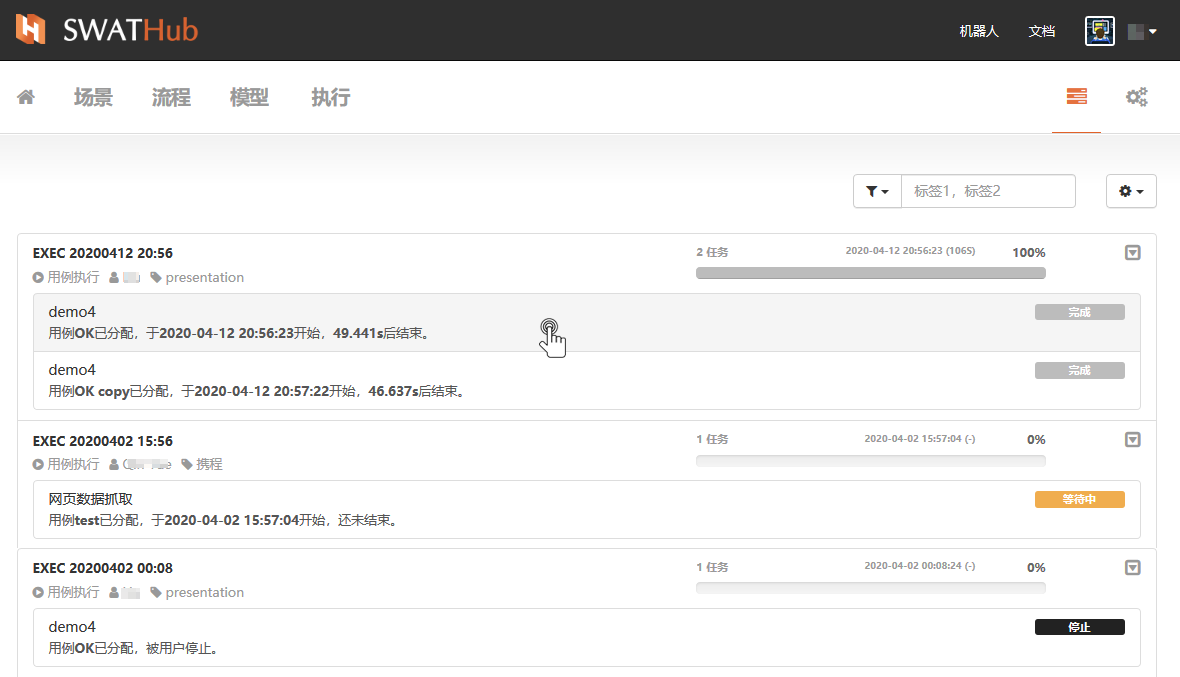 SWATHub
机器人 文档
场景 流程 模型 执行
标签1，标签2
EXEC 20200412 20:56 2 任务 2020-04-12 20:56:23 (106S) 100%
用例执行 presentation
demo4 完成
用例OK已分配，于2020-04-12 20:56:23开始，49.441s后结束。
demo4 完成
用例OK copy已分配，于2020-04-12 20:57:22开始，46.637s后结束。
EXEC 20200402 15:56 1 任务 2020-04-02 15:57:04 (-) 0%
用例执行 携程
网页数据抓取 等待中
用例test已分配，于2020-04-02 15:57:04开始，还未结束。
EXEC 20200402 00:08 1 任务 2020-04-02 00:08:24 (-) 0%
用例执行 presentation
demo4 停止
用例OK已分配，被用户停止。